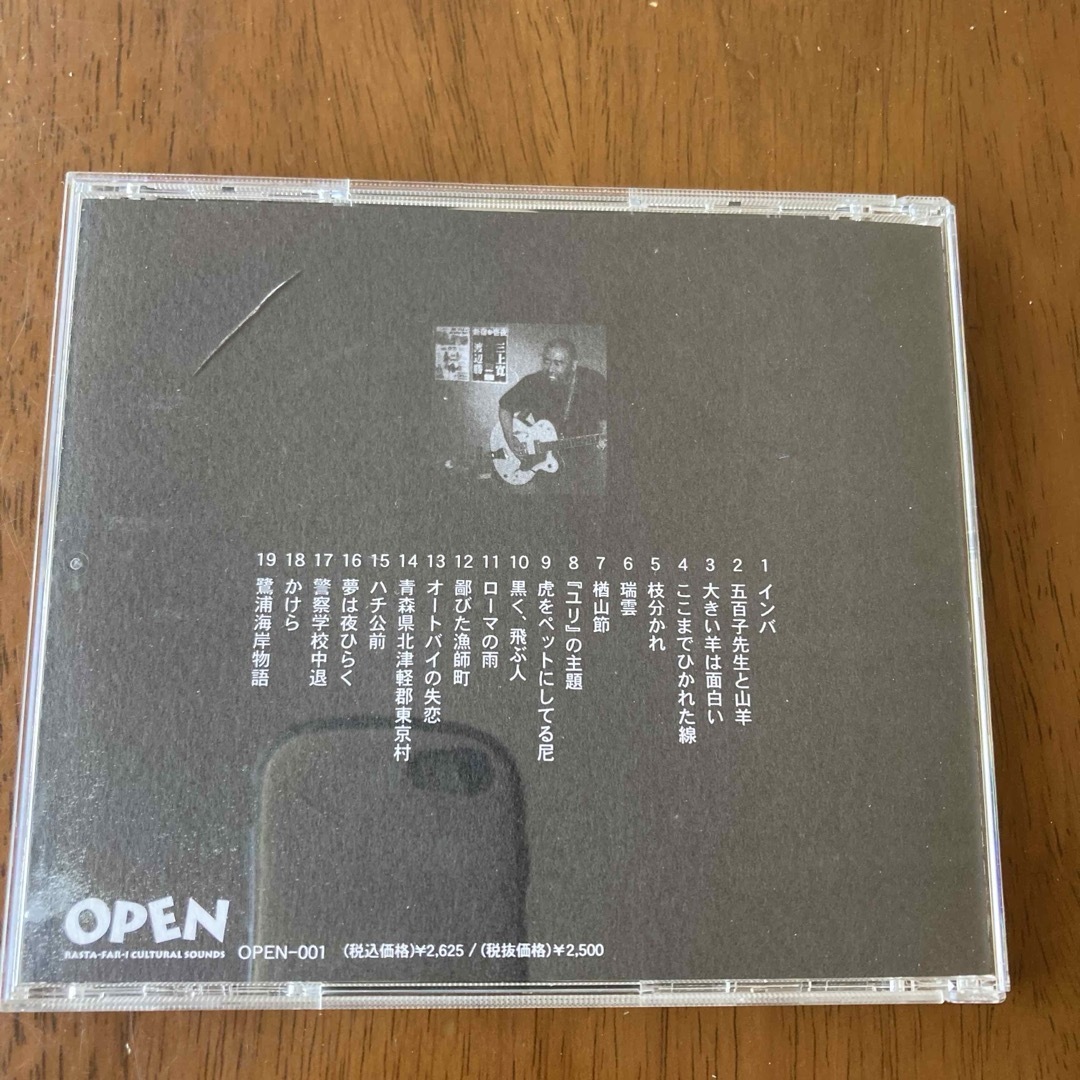 新宿●音夜
三上寛
渡辺勝
1 インバ
2 五百子先生と山羊
3 大きい羊は面白い
4 ここまでひかれた線
5 枝分かれ
6 瑞雲
7 楢山節
8 『ユリ』の主題
9 虎をペットにしてる尼
10 黒く、飛ぶ人
11 ローマの雨
12 鄙びた漁師町
13 オートバイの失恋
14 青森県北津軽郡東京村
15 ハチ公前
16 夢は夜ひらく
17 警察学校中退
18 かけら
19 鷺浦海岸物語
OPEN
RASTA-FAR-I CULTURAL SOUNDS
OPEN-001 (税込価格)¥2,625 / (税抜価格)¥2,500